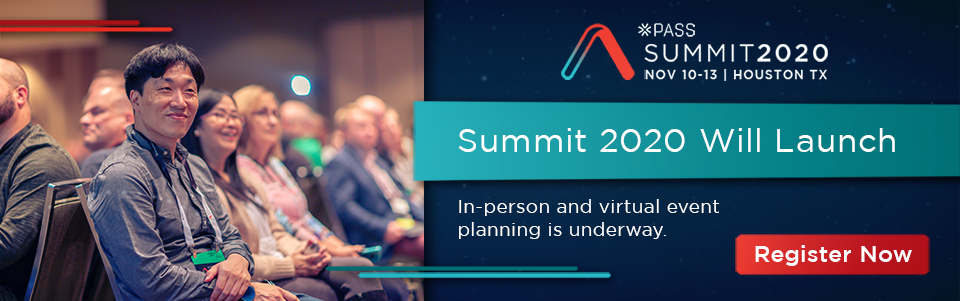 PASS
SUMMIT2020
NOV 10-13 | HOUSTON TX
Summit 2020 Will Launch
In-person and virtual event
planning is underway.
Register Now